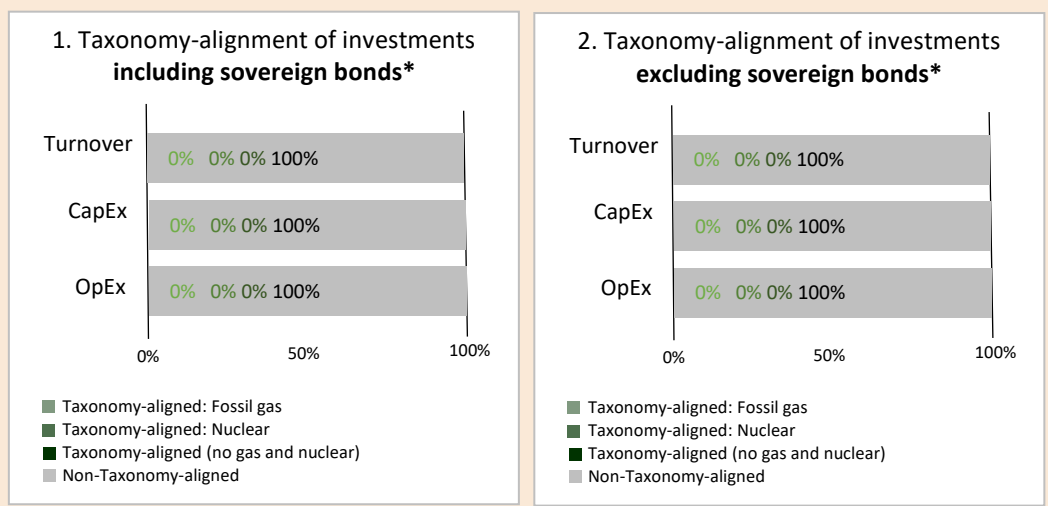 1. Taxonomy-alignment of investments
including sovereign bonds*
Turnover
0% 0% 0% 100%
CapEx
0% 0% 0% 100%
OpEx
0% 0% 0% 100%
0% 50% 100%
Taxonomy-aligned: Fossil gas
Taxonomy-aligned: Nuclear
Taxonomy-aligned (no gas and nuclear)
Non-Taxonomy-aligned
2. Taxonomy-alignment of investments
excluding sovereign bonds*
Turnover
0% 0% 0% 100%
CapEx
0% 0% 0% 100%
OpEx
0% 0% 0% 100%
0% 50% 100%
Taxonomy-aligned: Fossil gas
Taxonomy-aligned: Nuclear
Taxonomy-aligned (no gas and nuclear)
Non-Taxonomy-aligned